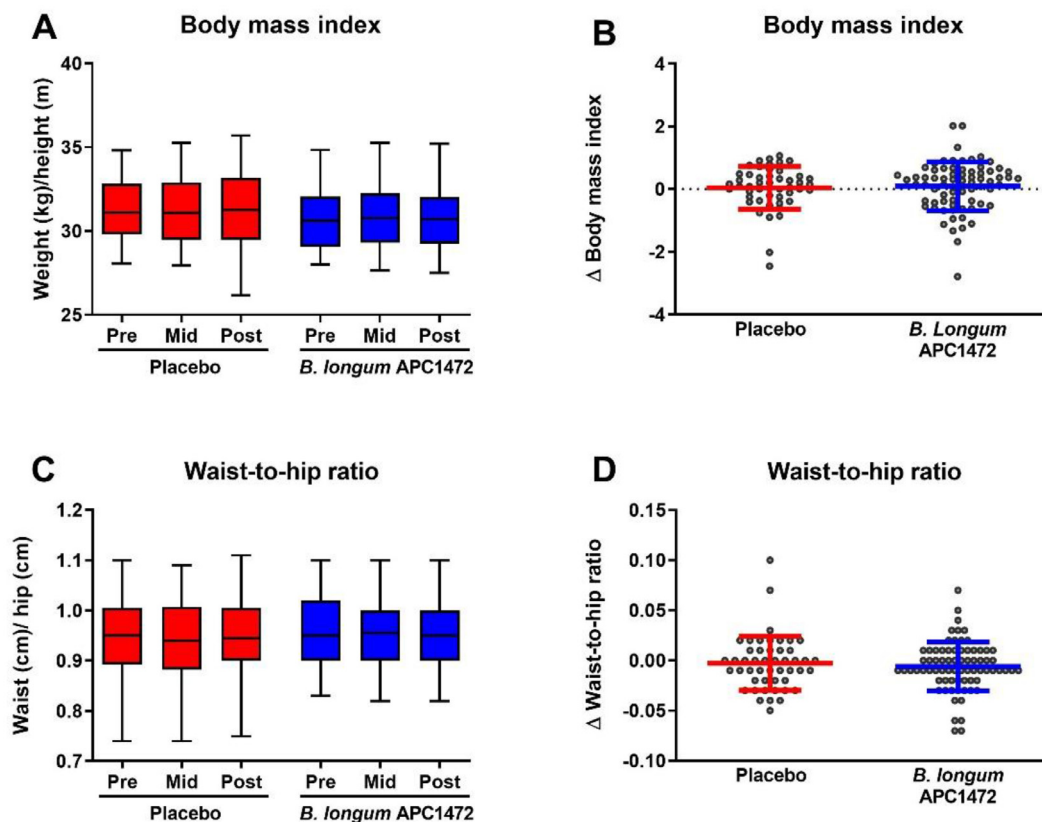 A
Body mass index
Weight (kg)/height (m)
40
35
30
25
Pre Mid Post Pre Mid Post
Placebo B. longum APC1472
B
Body mass index
Δ Body mass index
4
2
0
-2
-4
Placebo B. Longum
APC1472
C
Waist-to-hip ratio
Waist (cm)/ hip (cm)
1.2
1.1
1.0
0.9
0.8
0.7
Pre Mid Post Pre Mid Post
Placebo B. longum APC1472
D
Waist-to-hip ratio
Δ Waist-to-hip ratio
0.15
0.10
0.05
0.00
-0.05
-0.10
Placebo B. longum
APC1472